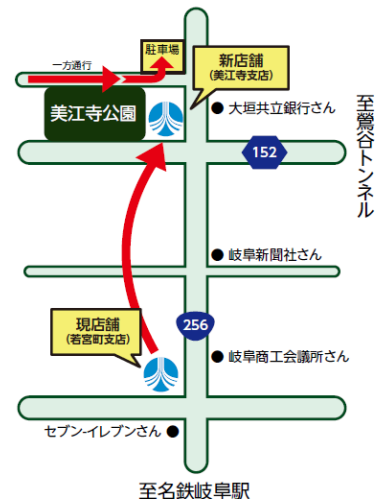 駐車場
一方通行
新店舗
(美江寺支店)
美江寺公園
● 大垣共立銀行さん
至鶯谷トンネル
152
● 岐阜新聞社さん
現店舗
(若宮町支店)
256
● 岐阜商工会議所さん
セブン-イレブンさん ●
至名鉄岐阜駅